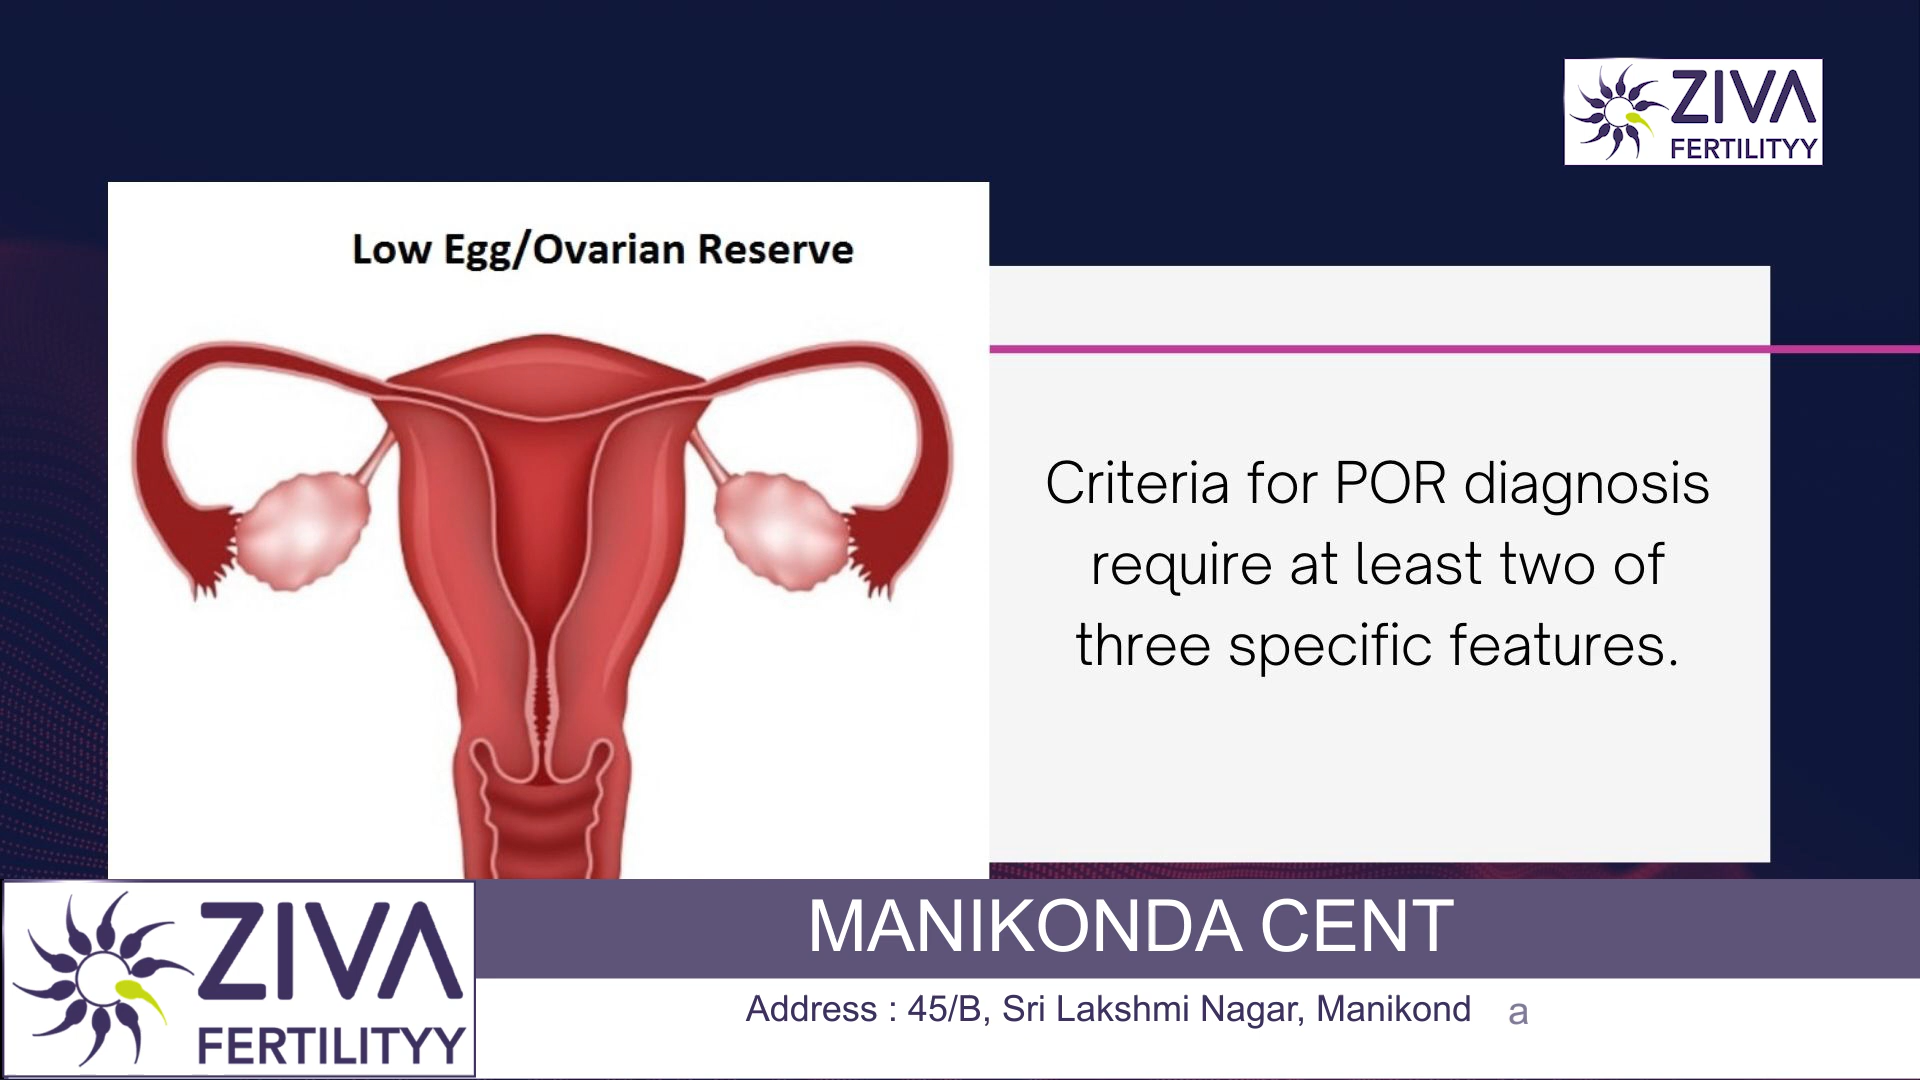 ZIVA
FERTILITYY
Low Egg/Ovarian Reserve
Criteria for POR diagnosis
require at least two of
three specific features.
ZIVA
FERTILITYY
MANIKONDA CENT
Address : 45/B, Sri Lakshmi Nagar, Manikond a